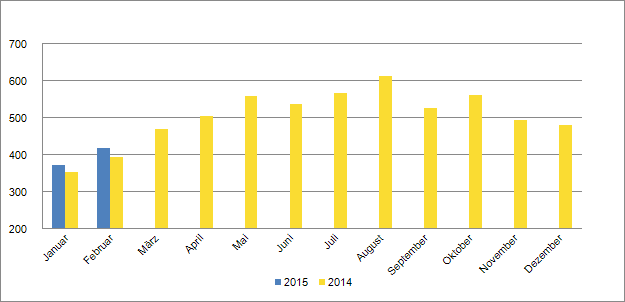 700
600
500
400
300
200
Januar
Februar
März
April
Mai
Juni
Juli
August
September
Oktober
November
Dezember
2015 2014